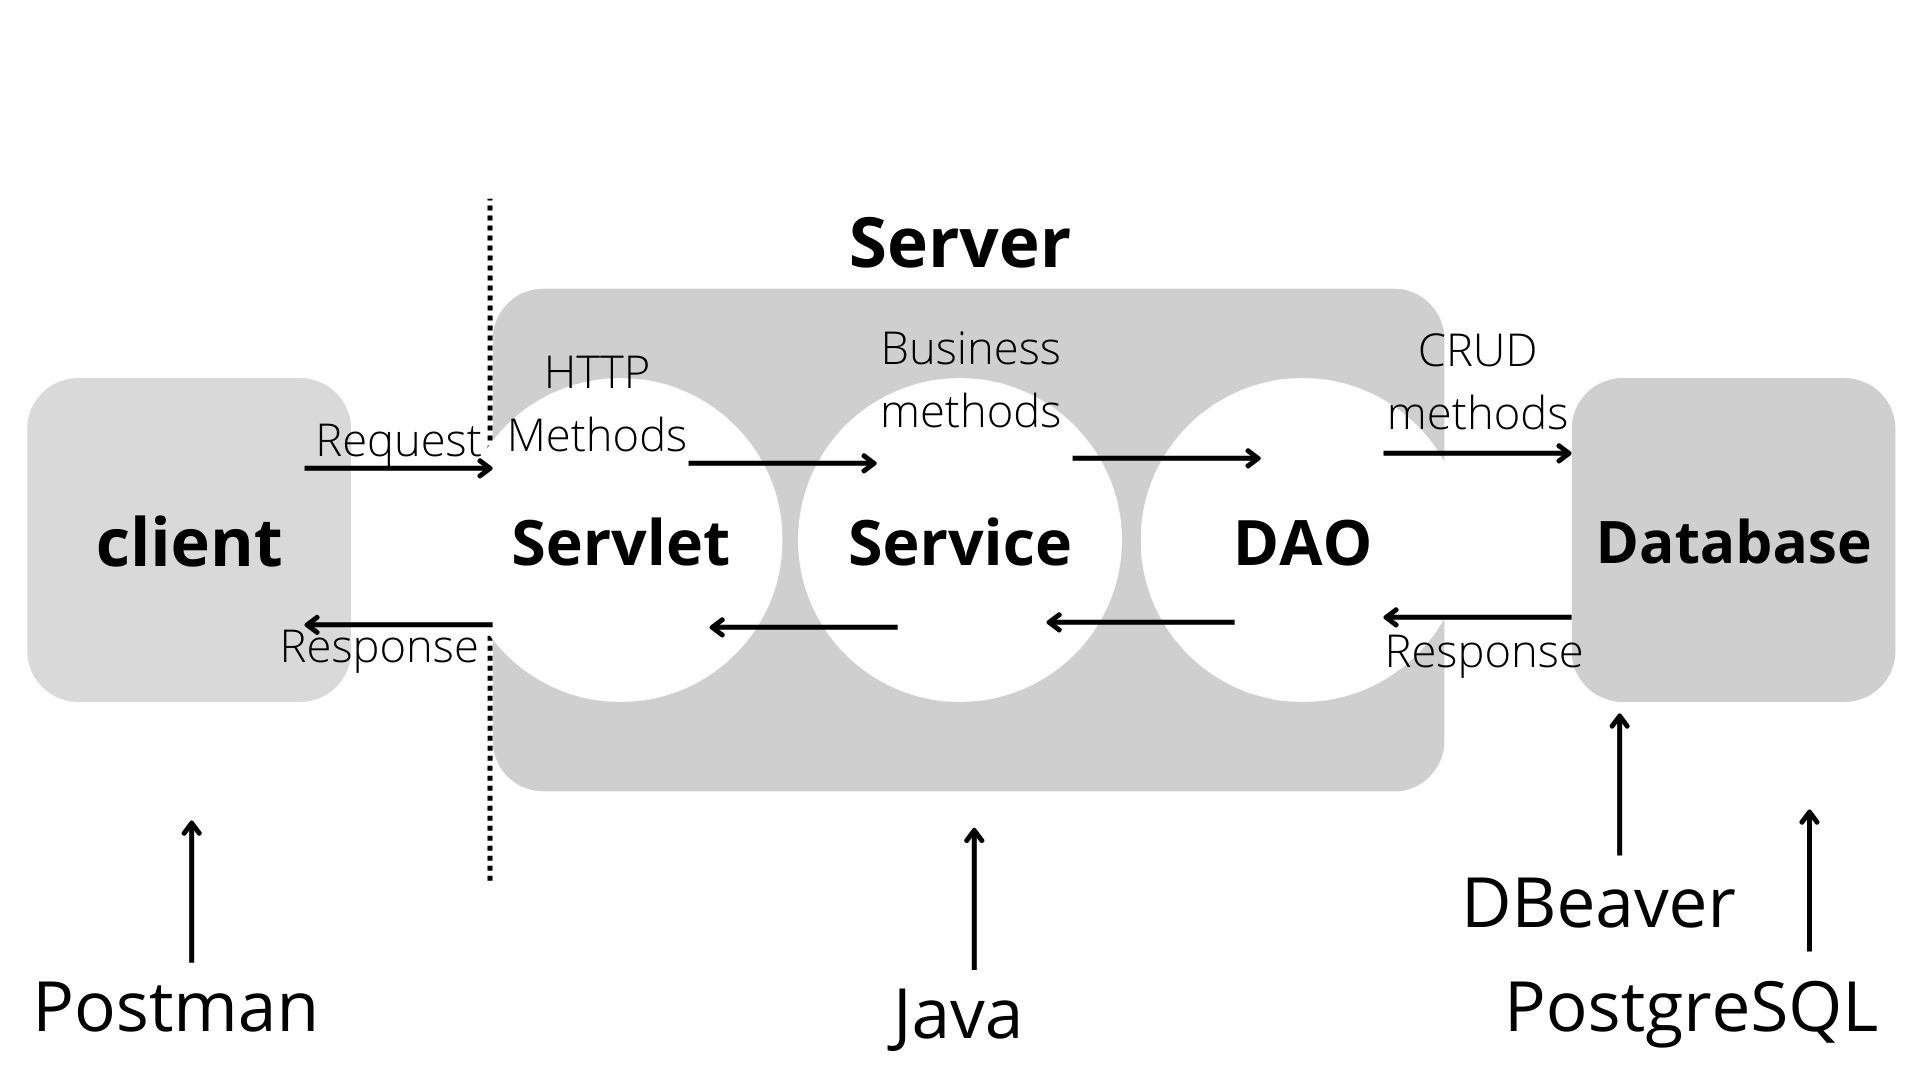 Server
HTTP
Methods
Business
methods
CRUD
methods
Request
client
Servlet
Service
DAO
Database
Response
Response
DBeaver
Postman
Java
PostgreSQL